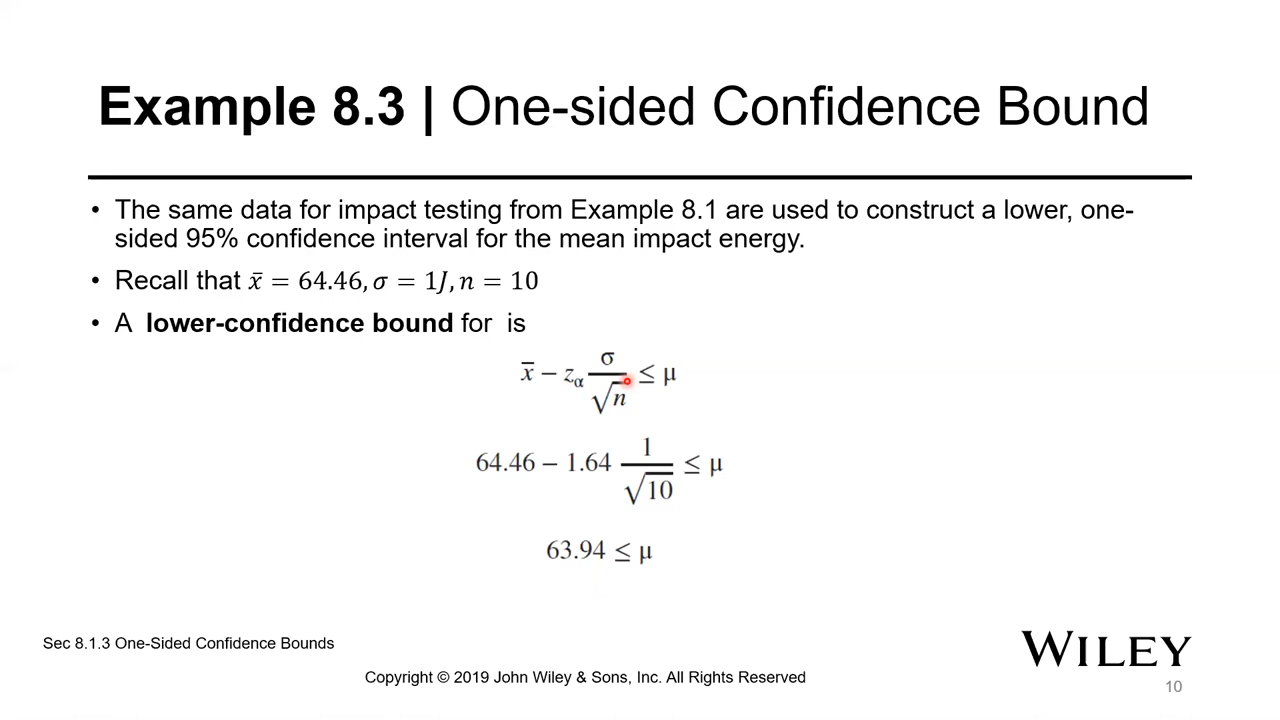 Example 8.3 | One-sided Confidence Bound
• The same data for impact testing from Example 8.1 are used to construct a lower, one-
sided 95% confidence interval for the mean impact energy.
• Recall that x̄ = 64.46, σ = 1J, n = 10
• A lower-confidence bound for is
x̄ − z_α σ/√n ≤ μ
64.46 − 1.64 1/√10 ≤ μ
63.94 ≤ μ
Sec 8.1.3 One-Sided Confidence Bounds
WILEY
Copyright © 2019 John Wiley & Sons, Inc. All Rights Reserved
10